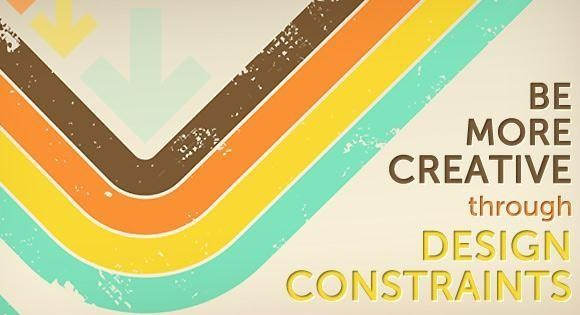 BE
MORE
CREATIVE
through
DESIGN
CONSTRAINTS